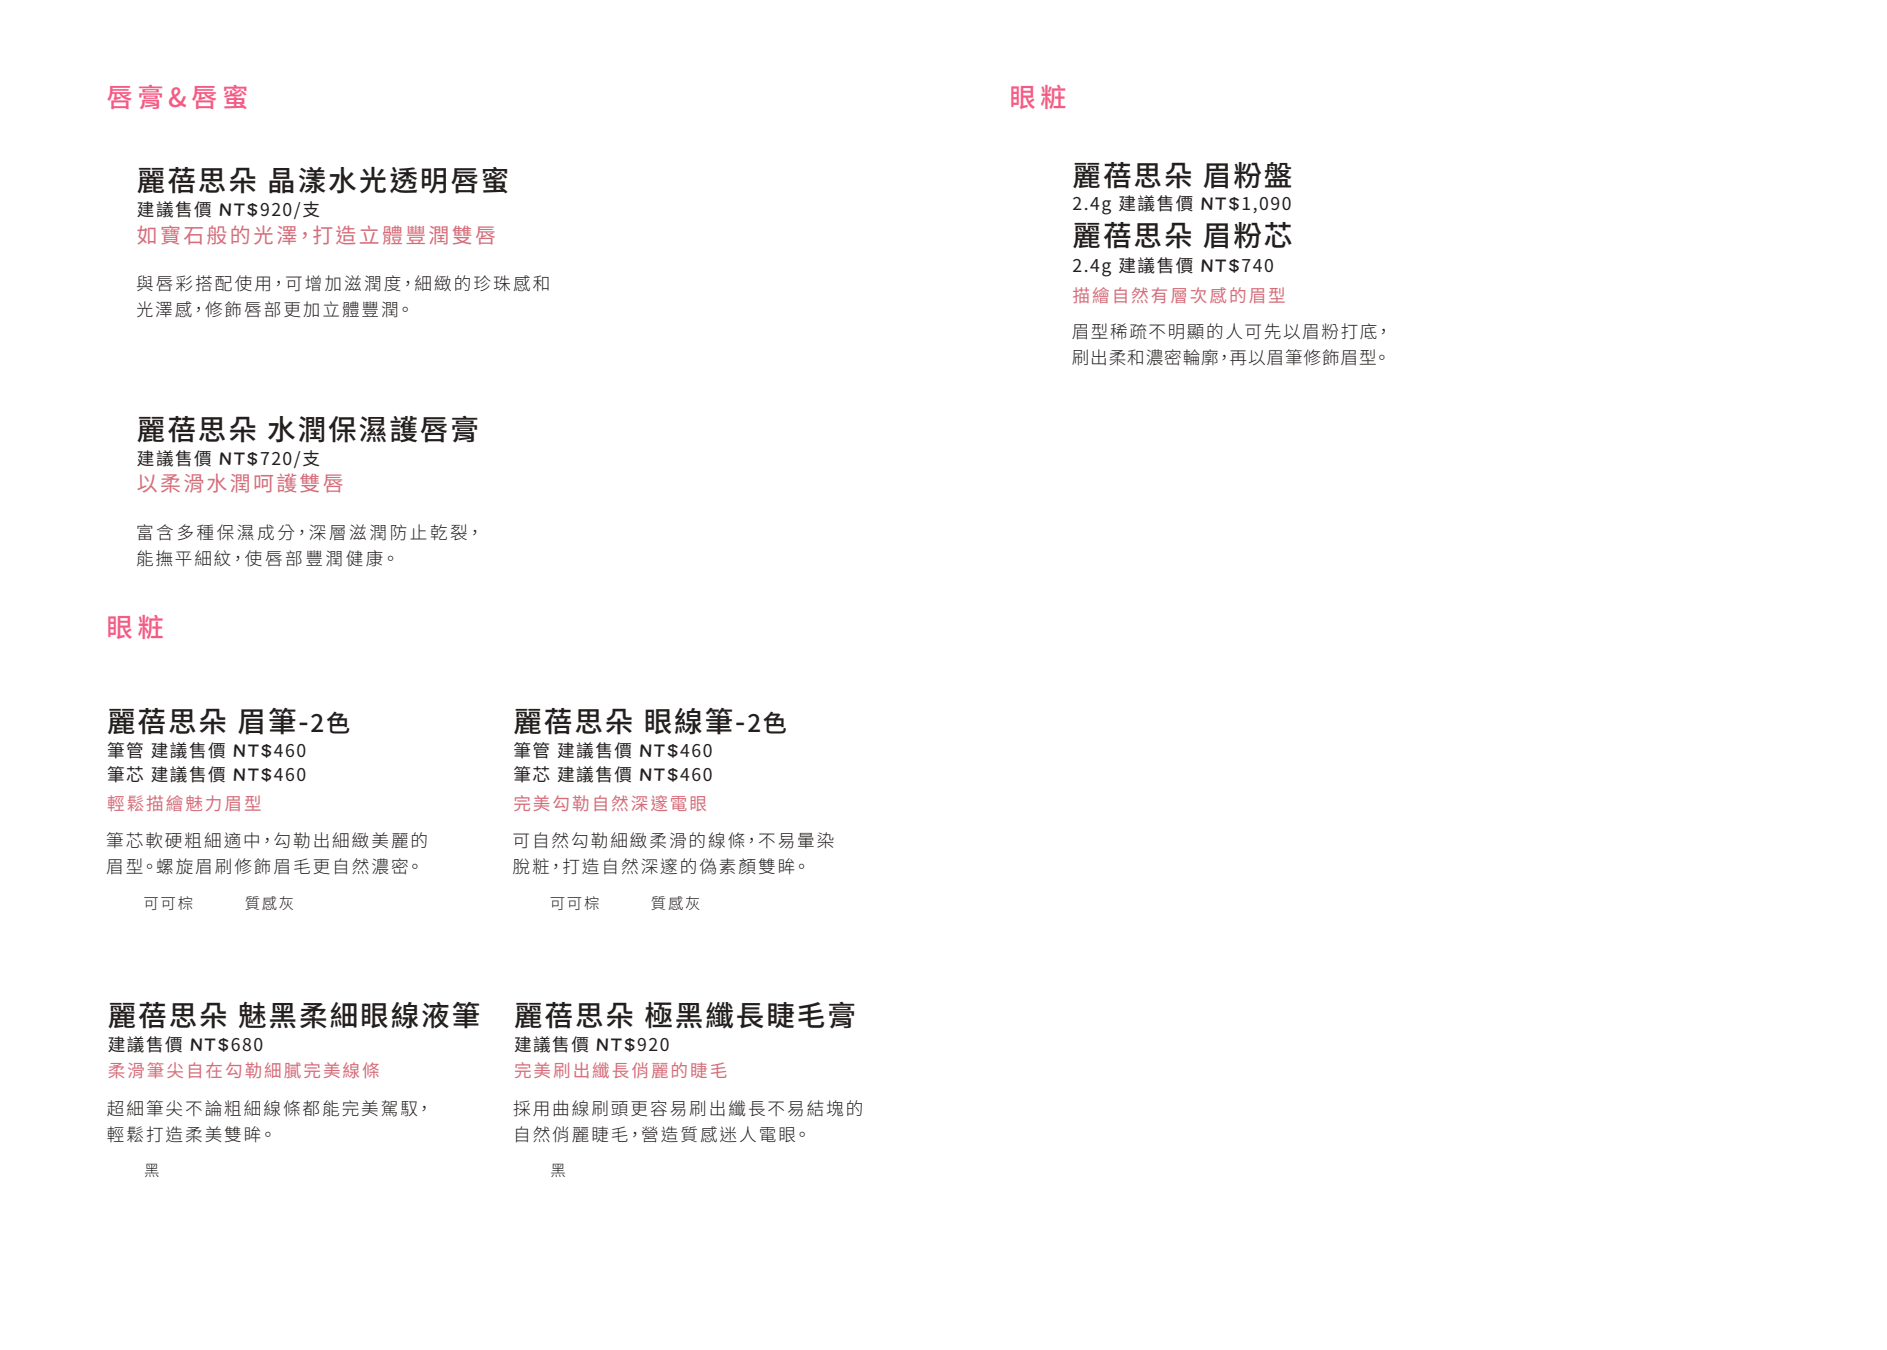 唇膏&唇蜜
麗蓓思朵 晶漾水光透明唇蜜
建議售價 NT$920/支
如寶石般的光澤，打造立體豐潤雙唇
與唇彩搭配使用，可增加滋潤度，細緻的珍珠感和
光澤感，修飾唇部更加立體豐潤。
麗蓓思朵 水潤保濕護唇膏
建議售價 NT$720/支
以柔滑水潤呵護雙唇
富含多種保濕成分，深層滋潤防止乾裂，
能撫平細紋，使唇部豐潤健康。
眼粧
麗蓓思朵 眉筆-2色
筆管 建議售價 NT$460
筆芯 建議售價 NT$460
輕鬆描繪魅力眉型
筆芯軟硬粗細適中，勾勒出細緻美麗的
眉型。螺旋眉刷修飾眉毛更自然濃密。
可可棕 質感灰
麗蓓思朵 眼線筆-2色
筆管 建議售價 NT$460
筆芯 建議售價 NT$460
完美勾勒自然深邃電眼
可自然勾勒細緻柔滑的線條，不易暈染
脫粧，打造自然深邃的偽素顏雙眸。
可可棕 質感灰
麗蓓思朵 魅黑柔細眼線液筆
建議售價 NT$680
柔滑筆尖自在勾勒細膩完美線條
超細筆尖不論粗細線條都能完美駕馭，
輕鬆打造柔美雙眸。
黑
麗蓓思朵 極黑纖長睫毛膏
建議售價 NT$920
完美刷出纖長俏麗的睫毛
採用曲線刷頭更容易刷出纖長不易結塊的
自然俏麗睫毛，營造質感迷人電眼。
黑
眼粧
麗蓓思朵 眉粉盤
2.4g 建議售價 NT$1,090
麗蓓思朵 眉粉芯
2.4g 建議售價 NT$740
描繪自然有層次感的眉型
眉型稀疏不明顯的人可先以眉粉打底，
刷出柔和濃密輪廓，再以眉筆修飾眉型。